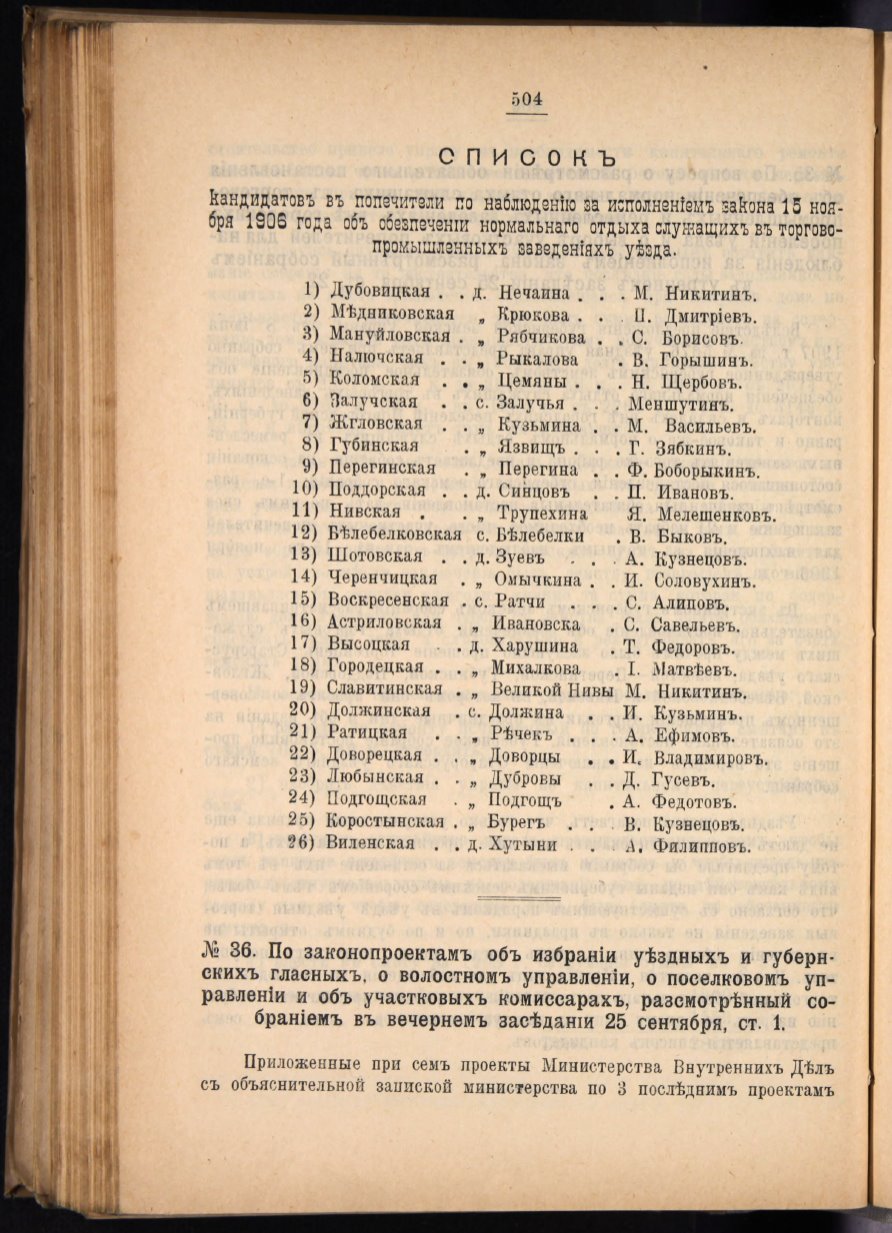 504
СПИСОКЪ
кандидатовъ въ попечители по наблюденію за исполненіемъ закона 15 ноя-
бря 1906 года объ обезпеченіи нормальнаго отдыха служащихъ въ торгово-
промышленныхъ заведеніяхъ уѣзда.
1) Дубовицкая . . д. Нечаина . . . М. Никитинъ.
2) Мѣдниковская „ Крюкова . . П. Дмитріевъ.
3) Мануйловская . „ Рябчикова . . С. Борисовъ.
4) Налючская . . „ Рыкалова . В. Горышинъ.
5) Коломская . . „ Цемяны . . . Н. Щербовъ.
6) Залучская . . с. Залучья . . . Меншутинъ.
7) Жгловская . . „ Кузьмина . . М. Васильевъ.
8) Губинская . „ Язвищъ . . . Г. Зябкинъ.
9) Перегинская . „ Перегина . . Ф. Боборыкинъ.
10) Поддорская . . д. Синцовъ . . П. Ивановъ.
11) Нивская . . „ Трупехина Я. Мелешенковъ.
12) Бѣлебелковская с. Бѣлебелки . В. Быковъ.
13) Шотовская . . д. Зуевъ . . . А. Кузнецовъ.
14) Черенчицкая . „ Омычкина . . И. Соловухинъ.
15) Воскресенская . с. Ратчи . . . С. Алиповъ.
16) Астриловская . „ Ивановска . С. Савельевъ.
17) Высоцкая . . д. Харушина . Т. Федоровъ.
18) Городецкая . . „ Михалкова . І. Матвѣевъ.
19) Славитинская . „ Великой Нивы М. Никитинъ.
20) Должинская . с. Должина . . И. Кузьминъ.
21) Ратицкая . . „ Рѣчекъ . . . А. Ефимовъ.
22) Доворецкая . . „ Доворцы . . И. Владимировъ.
23) Любынская . . „ Дубровы . . Д. Гусевъ.
24) Подгощская . „ Подгощъ . А. Федотовъ.
25) Коростынская . „ Бурегъ . . В. Кузнецовъ.
26) Виленская . . д. Хутыни . . А. Филипповъ.
№ 36. По законопроектамъ объ избраніи уѣздныхъ и губерн-
скихъ гласныхъ, о волостномъ управленіи, о поселковомъ уп-
равленіи и объ участковыхъ комиссарахъ, разсмотрѣнный со-
браніемъ въ вечернемъ засѣданіи 25 сентября, ст. 1.
Приложенные при семъ проекты Министерства Внутреннихъ Дѣлъ
съ объяснительной запиской министерства по 3 послѣднимъ проектамъ